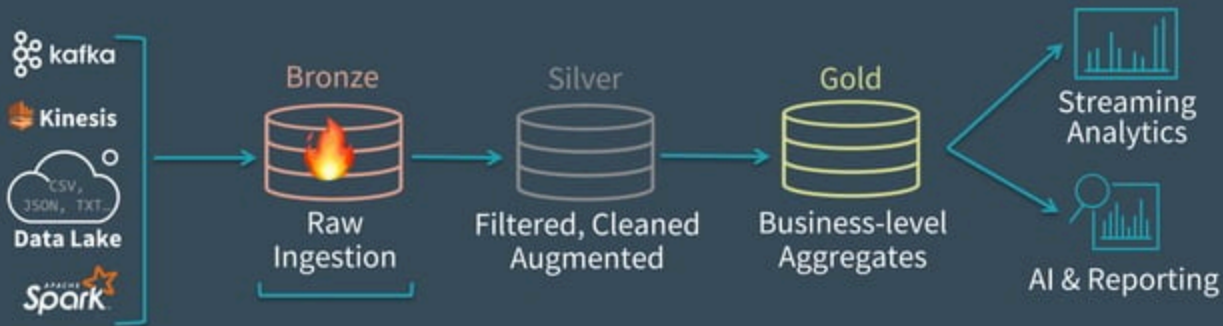 kafka
Kinesis
CSV,
JSON, TXT...
Data Lake
APACHE
Spark
Bronze
Raw
Ingestion
Silver
Filtered, Cleaned
Augmented
Gold
Business-level
Aggregates
Streaming
Analytics
AI & Reporting